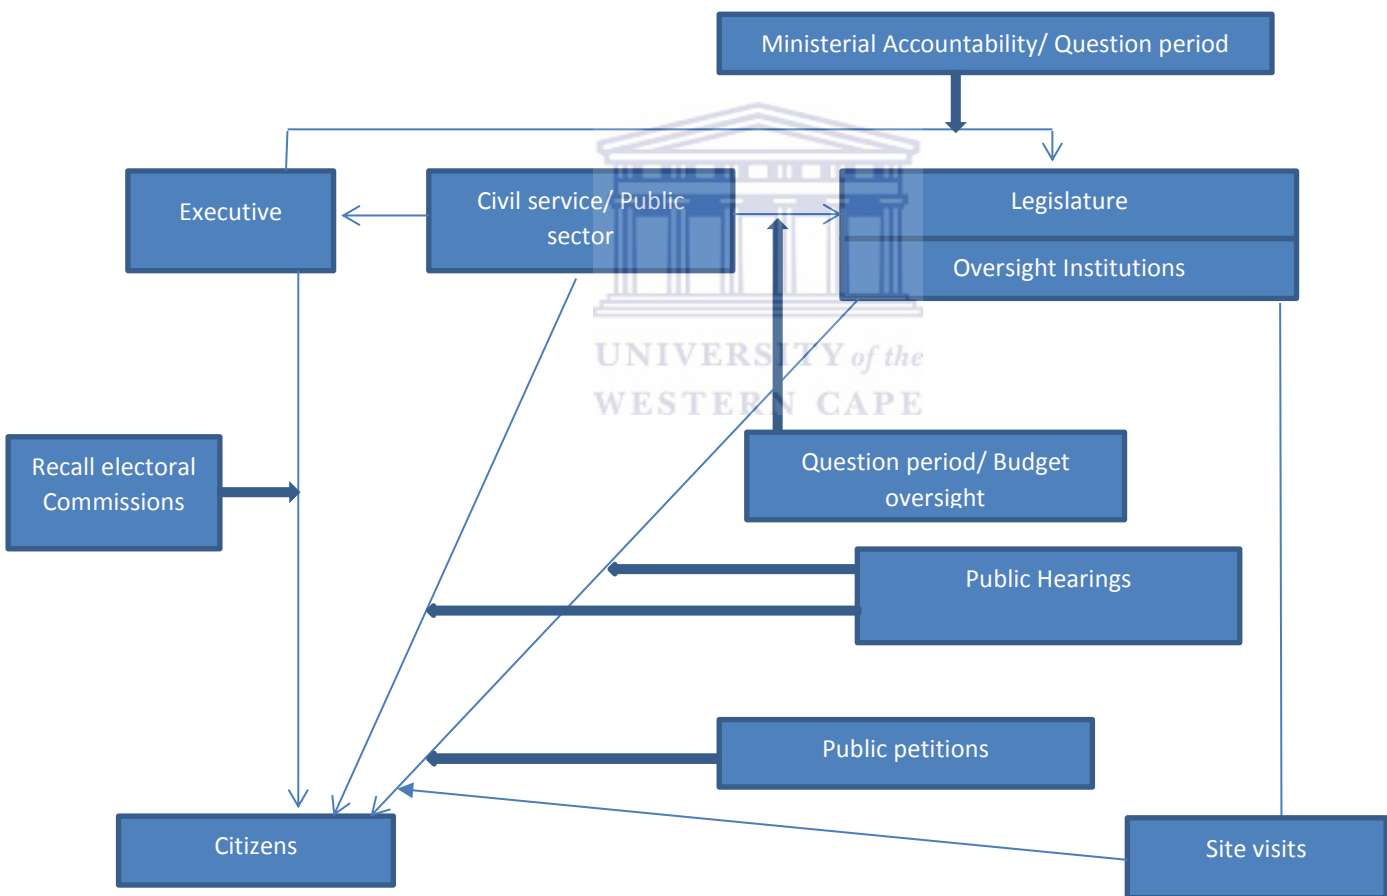 Ministerial Accountability/ Question period
Executive
Civil service/ Public
sector
Legislature
Oversight Institutions
UNIVERSITY of the
WESTERN CAPE
Recall electoral
Commissions
Question period/ Budget
oversight
Public Hearings
Public petitions
Citizens
Site visits